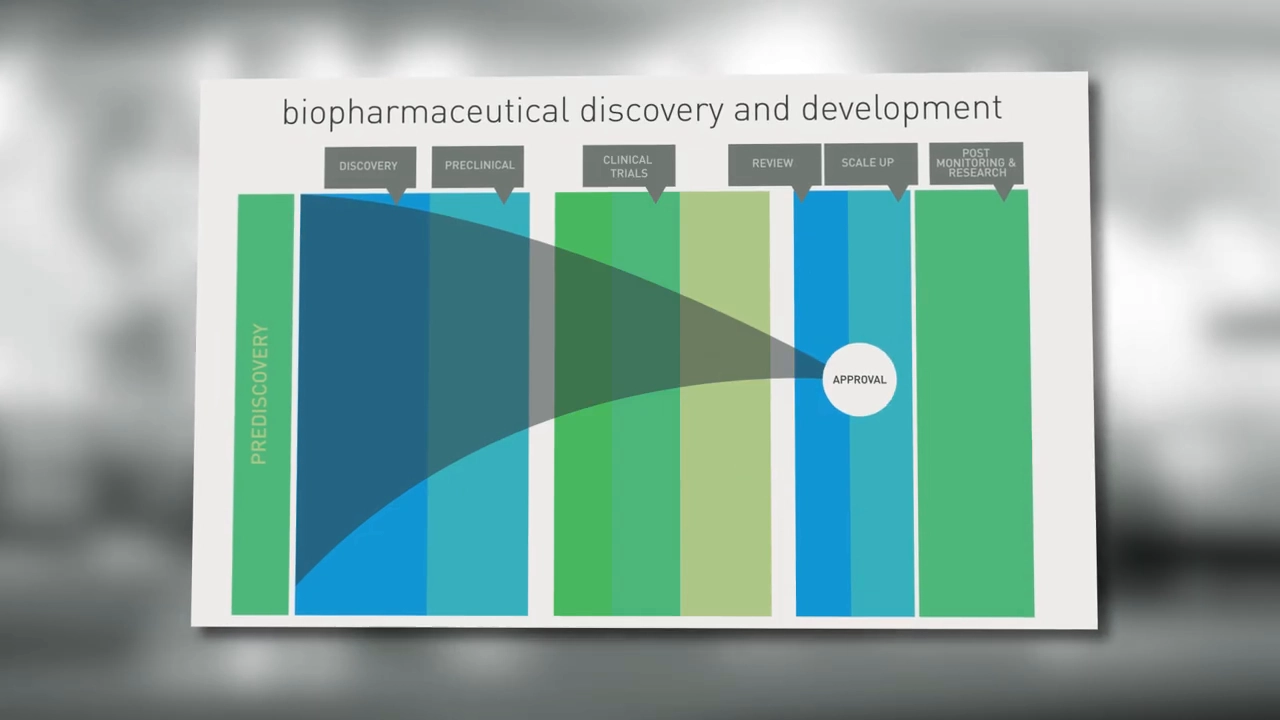 biopharmaceutical discovery and development
DISCOVERY
PRECLINICAL
CLINICAL
TRIALS
REVIEW
SCALE UP
POST
MONITORING &
RESEARCH
PREDISCOVERY
APPROVAL